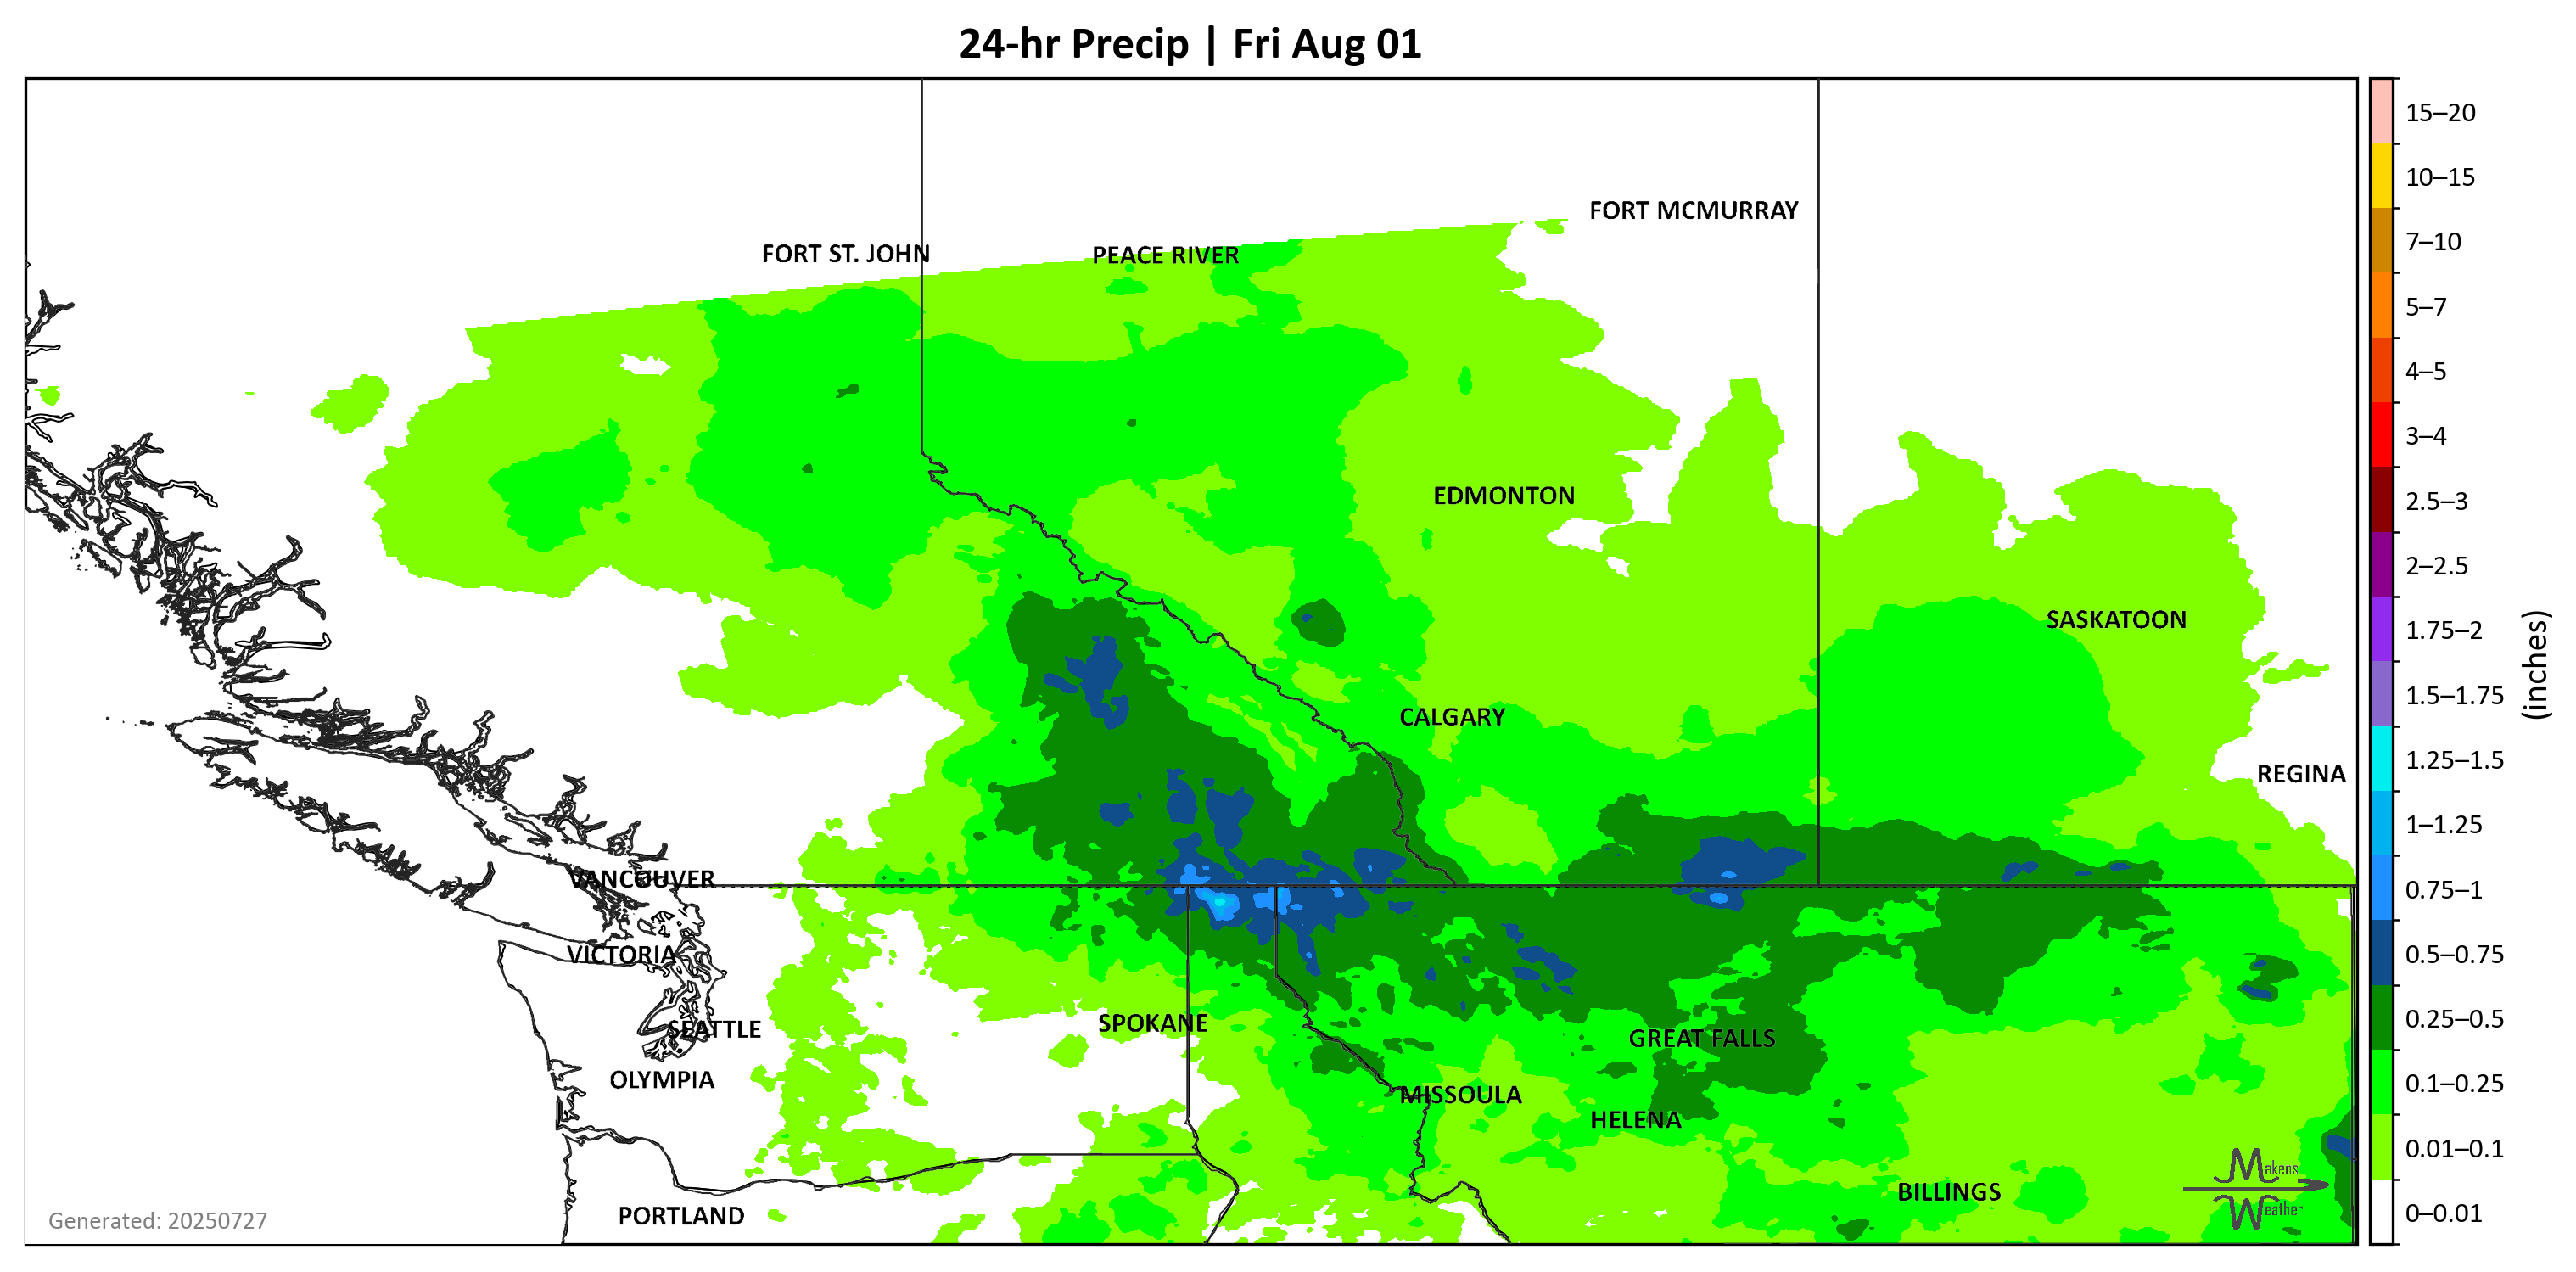 24-hr Precip | Fri Aug 01
FORT MCMURRAY
FORT ST. JOHN
PEACE RIVER
EDMONTON
SASKATOON
CALGARY
REGINA
VANCOUVER
VICTORIA
SPOKANE
SEATTLE
GREAT FALLS
OLYMPIA
MISSOULA
HELENA
BILLINGS
PORTLAND
Generated: 20250727
Makens
Weather
15–20
10–15
7–10
5–7
4–5
3–4
2.5–3
2–2.5
1.75–2
1.5–1.75
1.25–1.5
1–1.25
0.75–1
0.5–0.75
0.25–0.5
0.1–0.25
0.01–0.1
0–0.01
(inches)